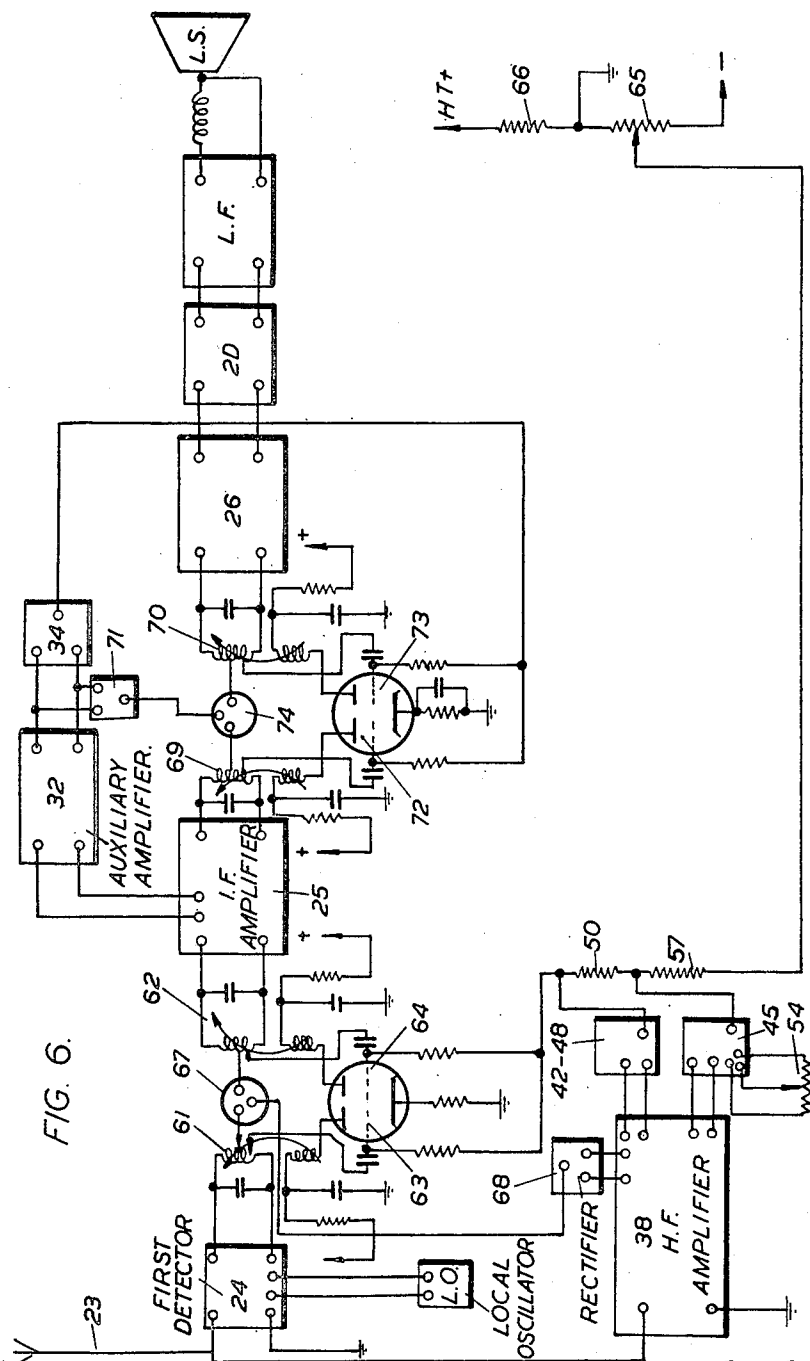 FIG. 6.
23
FIRST
DETECTOR
24
L.O.
LOCAL
OSCILLATOR
61
67
62
63
64
I.F.
AMPLIFIER
25
+
AUXILIARY
AMPLIFIER.
32
34
71
69
70
74
72
73
+
+
26
2D
L.F.
L.S.
38
H.F.
AMPLIFIER
RECTIFIER
68
42-48
45
54
50
57
HT+
66
65
−